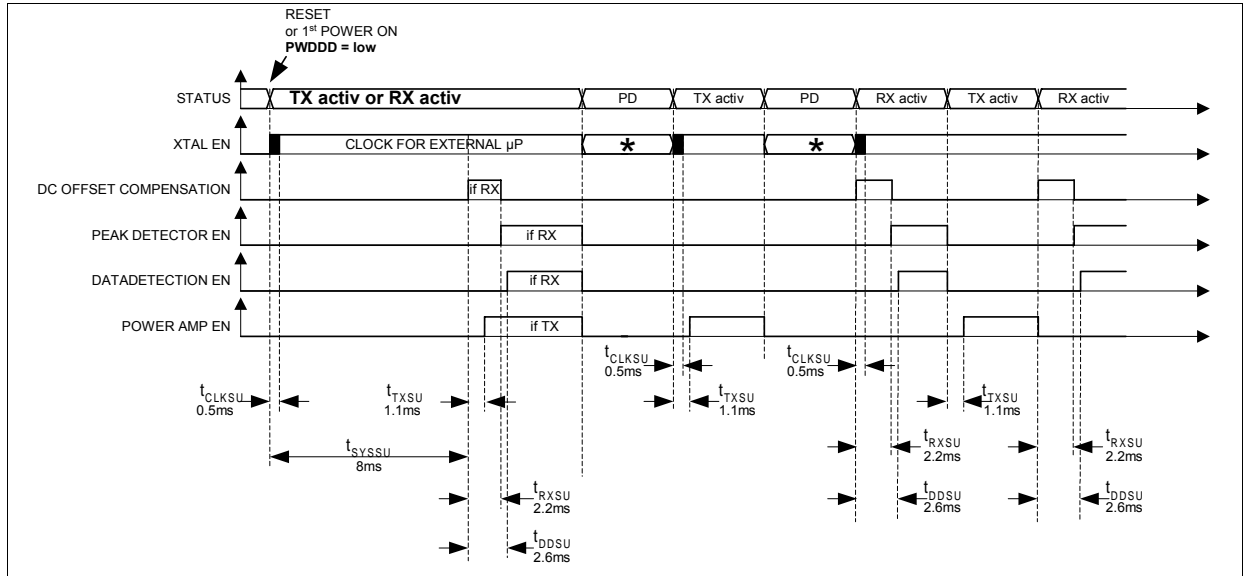 RESET
or 1st POWER ON
PWDDD = low
STATUS
TX activ or RX activ
PD
TX activ
PD
RX activ
TX activ
RX activ
XTAL EN
CLOCK FOR EXTERNAL µP
*
*
DC OFFSET COMPENSATION
if RX
PEAK DETECTOR EN
if RX
DATADETECTION EN
if RX
POWER AMP EN
if TX
tCLKSU
0.5ms
tCLKSU
0.5ms
tCLKSU
0.5ms
tTXSU
1.1ms
tTXSU
1.1ms
tTXSU
1.1ms
tSYSSU
8ms
tRXSU
2.2ms
tRXSU
2.2ms
tRXSU
2.2ms
tDDSU
2.6ms
tDDSU
2.6ms
tDDSU
2.6ms